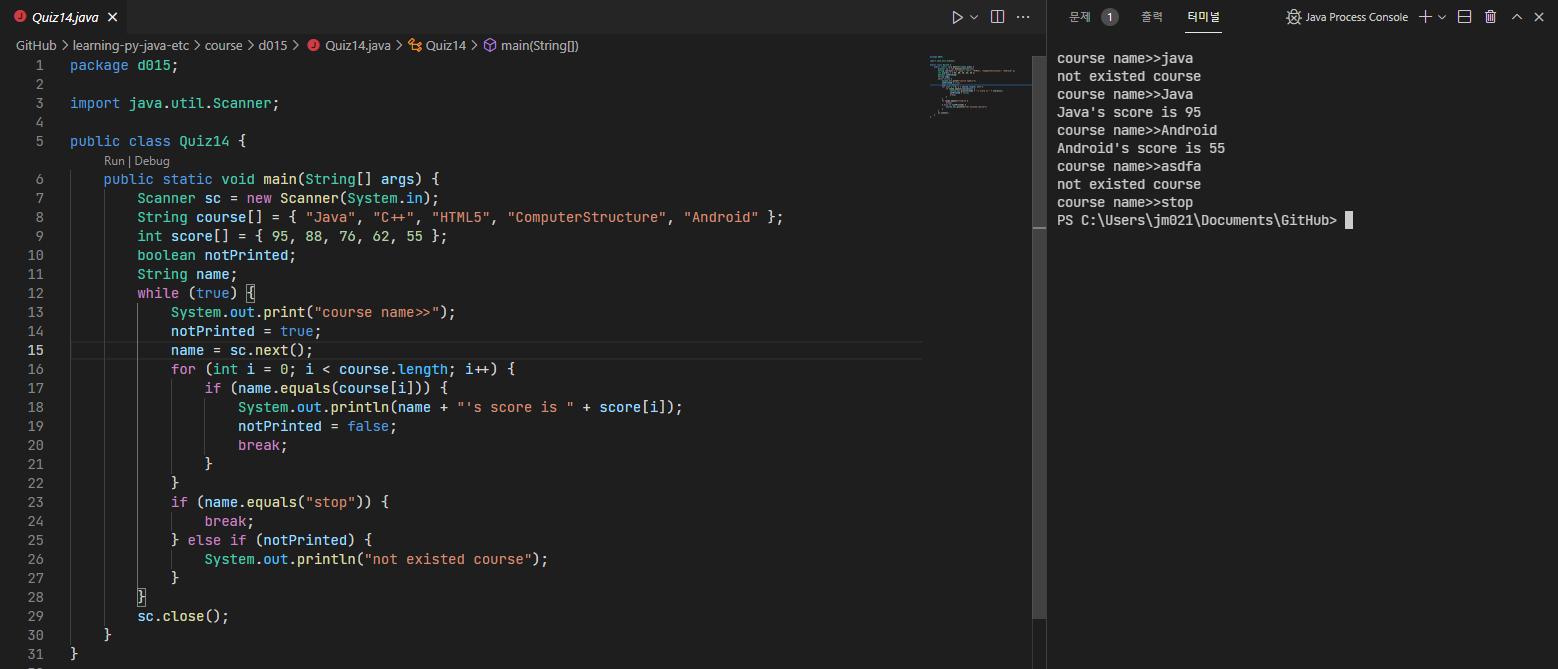 Quiz14.java
GitHub > learning-py-java-etc > course > d015 > Quiz14.java > Quiz14 > main(String[])
1 package d015;
2
3 import java.util.Scanner;
4
5 public class Quiz14 {
Run | Debug
6 public static void main(String[] args) {
7 Scanner sc = new Scanner(System.in);
8 String course[] = { "Java", "C++", "HTML5", "ComputerStructure", "Android" };
9 int score[] = { 95, 88, 76, 62, 55 };
10 boolean notPrinted;
11 String name;
12 while (true) {
13 System.out.print("course name>>");
14 notPrinted = true;
15 name = sc.next();
16 for (int i = 0; i < course.length; i++) {
17 if (name.equals(course[i])) {
18 System.out.println(name + "'s score is " + score[i]);
19 notPrinted = false;
20 break;
21 }
22 }
23 if (name.equals("stop")) {
24 break;
25 } else if (notPrinted) {
26 System.out.println("not existed course");
27 }
28 }
29 sc.close();
30 }
31 }
문제 1 출력 터미널 Java Process Console
course name>>java
not existed course
course name>>Java
Java's score is 95
course name>>Android
Android's score is 55
course name>>asdfa
not existed course
course name>>stop
PS C:\Users\jm021\Documents\GitHub>